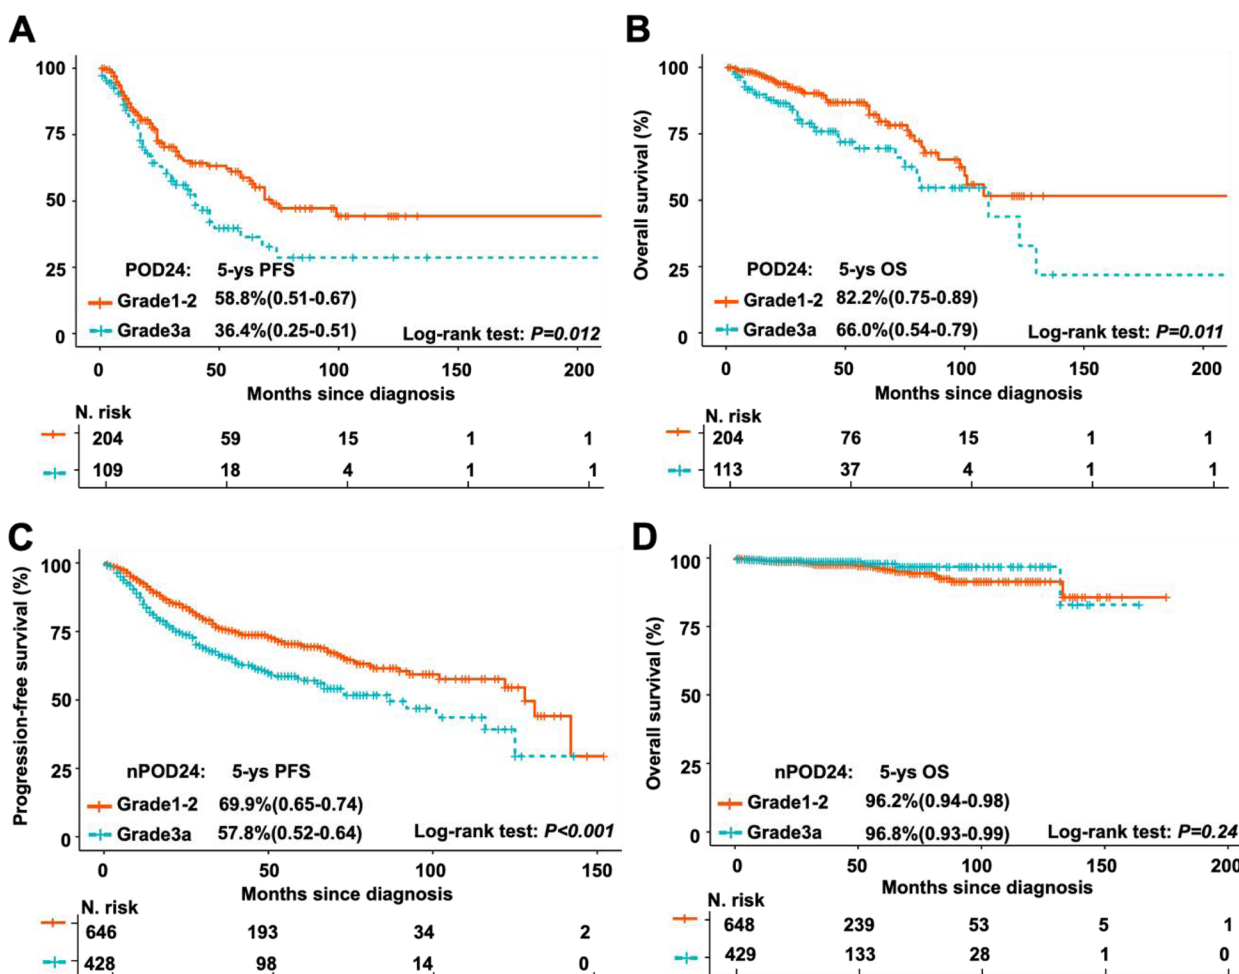 A
100
75
50
25
0
POD24: 5-ys PFS
Grade1-2 58.8%(0.51-0.67)
Grade3a 36.4%(0.25-0.51)
Log-rank test: P=0.012
0 50 100 150 200
Months since diagnosis
N. risk
204 59 15 1 1
109 18 4 1 1
B
Overall survival (%)
100
75
50
25
0
POD24: 5-ys OS
Grade1-2 82.2%(0.75-0.89)
Grade3a 66.0%(0.54-0.79)
Log-rank test: P=0.011
0 50 100 150 200
Months since diagnosis
N. risk
204 76 15 1 1
113 37 4 1 1
C
Progression-free survival (%)
100
75
50
25
0
nPOD24: 5-ys PFS
Grade1-2 69.9%(0.65-0.74)
Grade3a 57.8%(0.52-0.64)
Log-rank test: P<0.001
0 50 100 150
Months since diagnosis
N. risk
646 193 34 2
428 98 14 0
D
Overall survival (%)
100
75
50
25
0
nPOD24: 5-ys OS
Grade1-2 96.2%(0.94-0.98)
Grade3a 96.8%(0.93-0.99)
Log-rank test: P=0.24
0 50 100 150 200
Months since diagnosis
N. risk
648 239 53 5 1
429 133 28 1 0